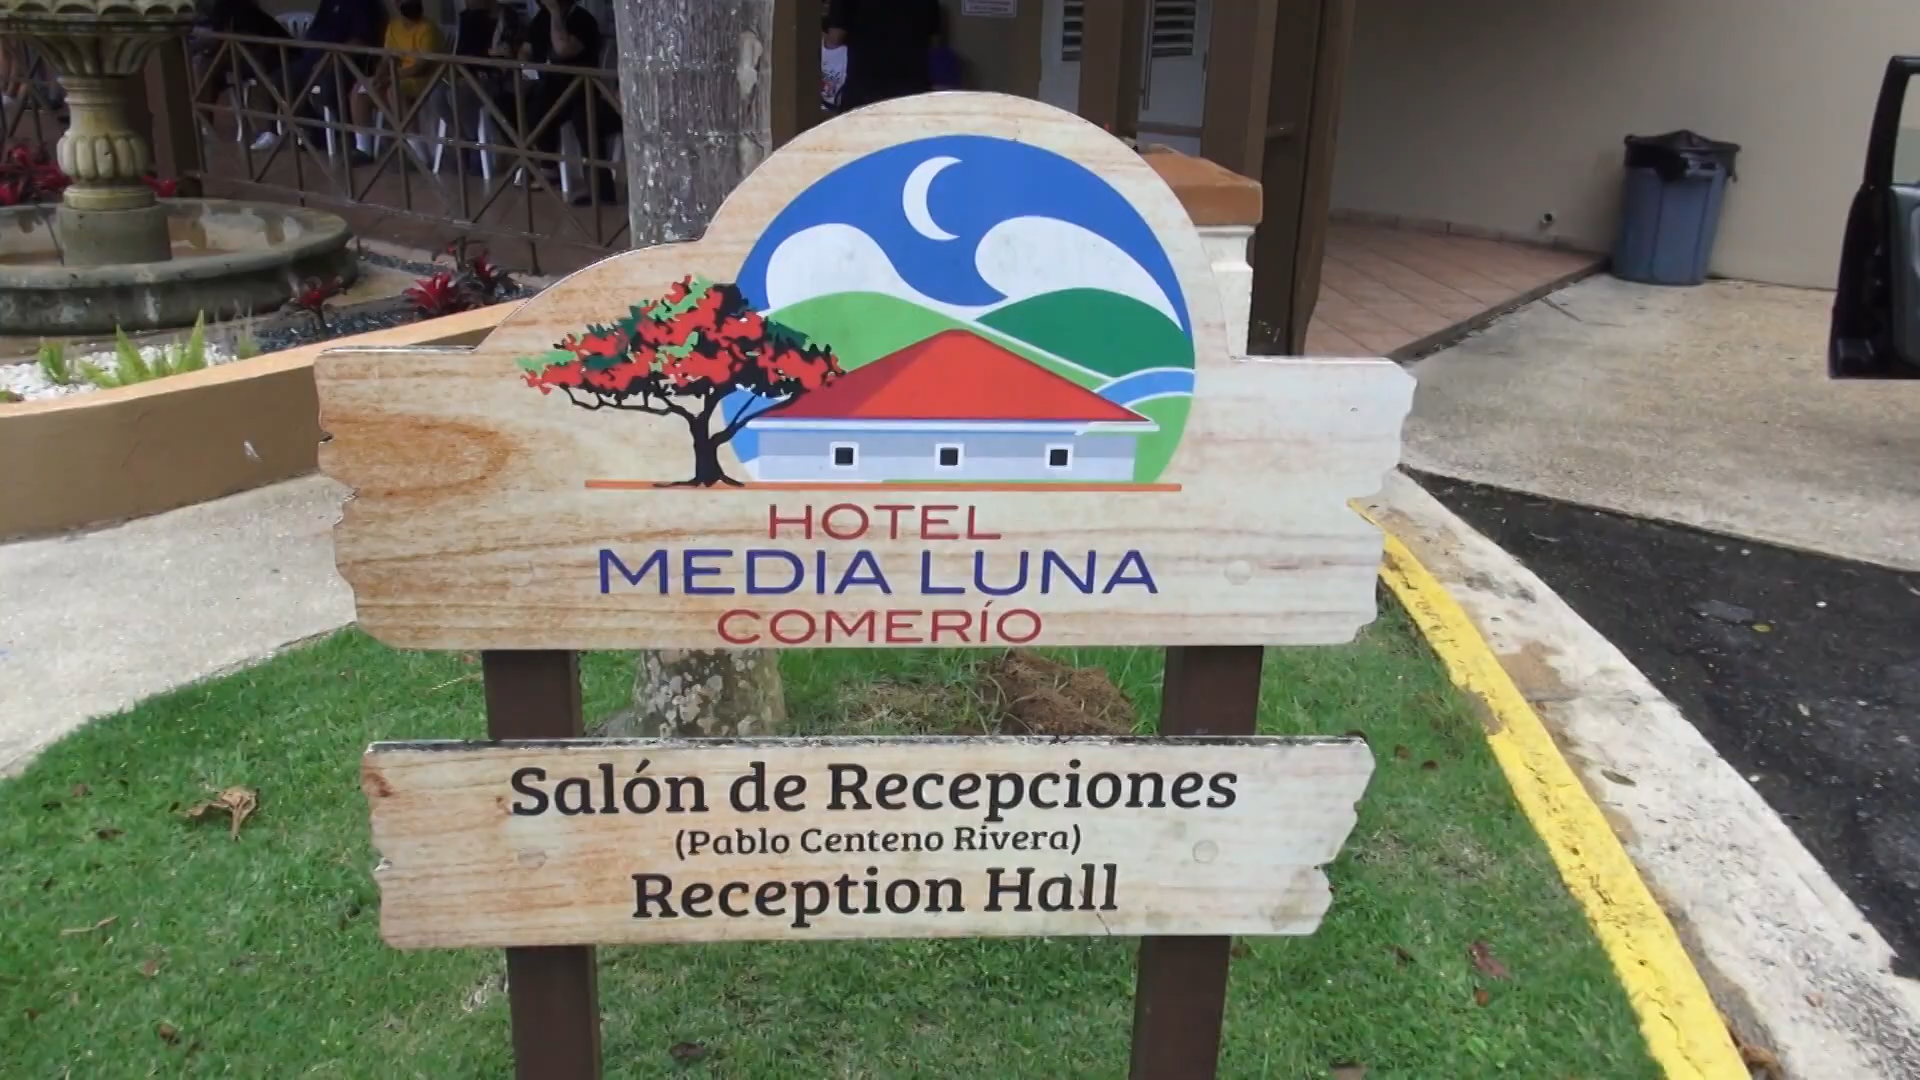 HOTEL
MEDIA LUNA
COMERÍO
Salón de Recepciones
(Pablo Centeno Rivera)
Reception Hall